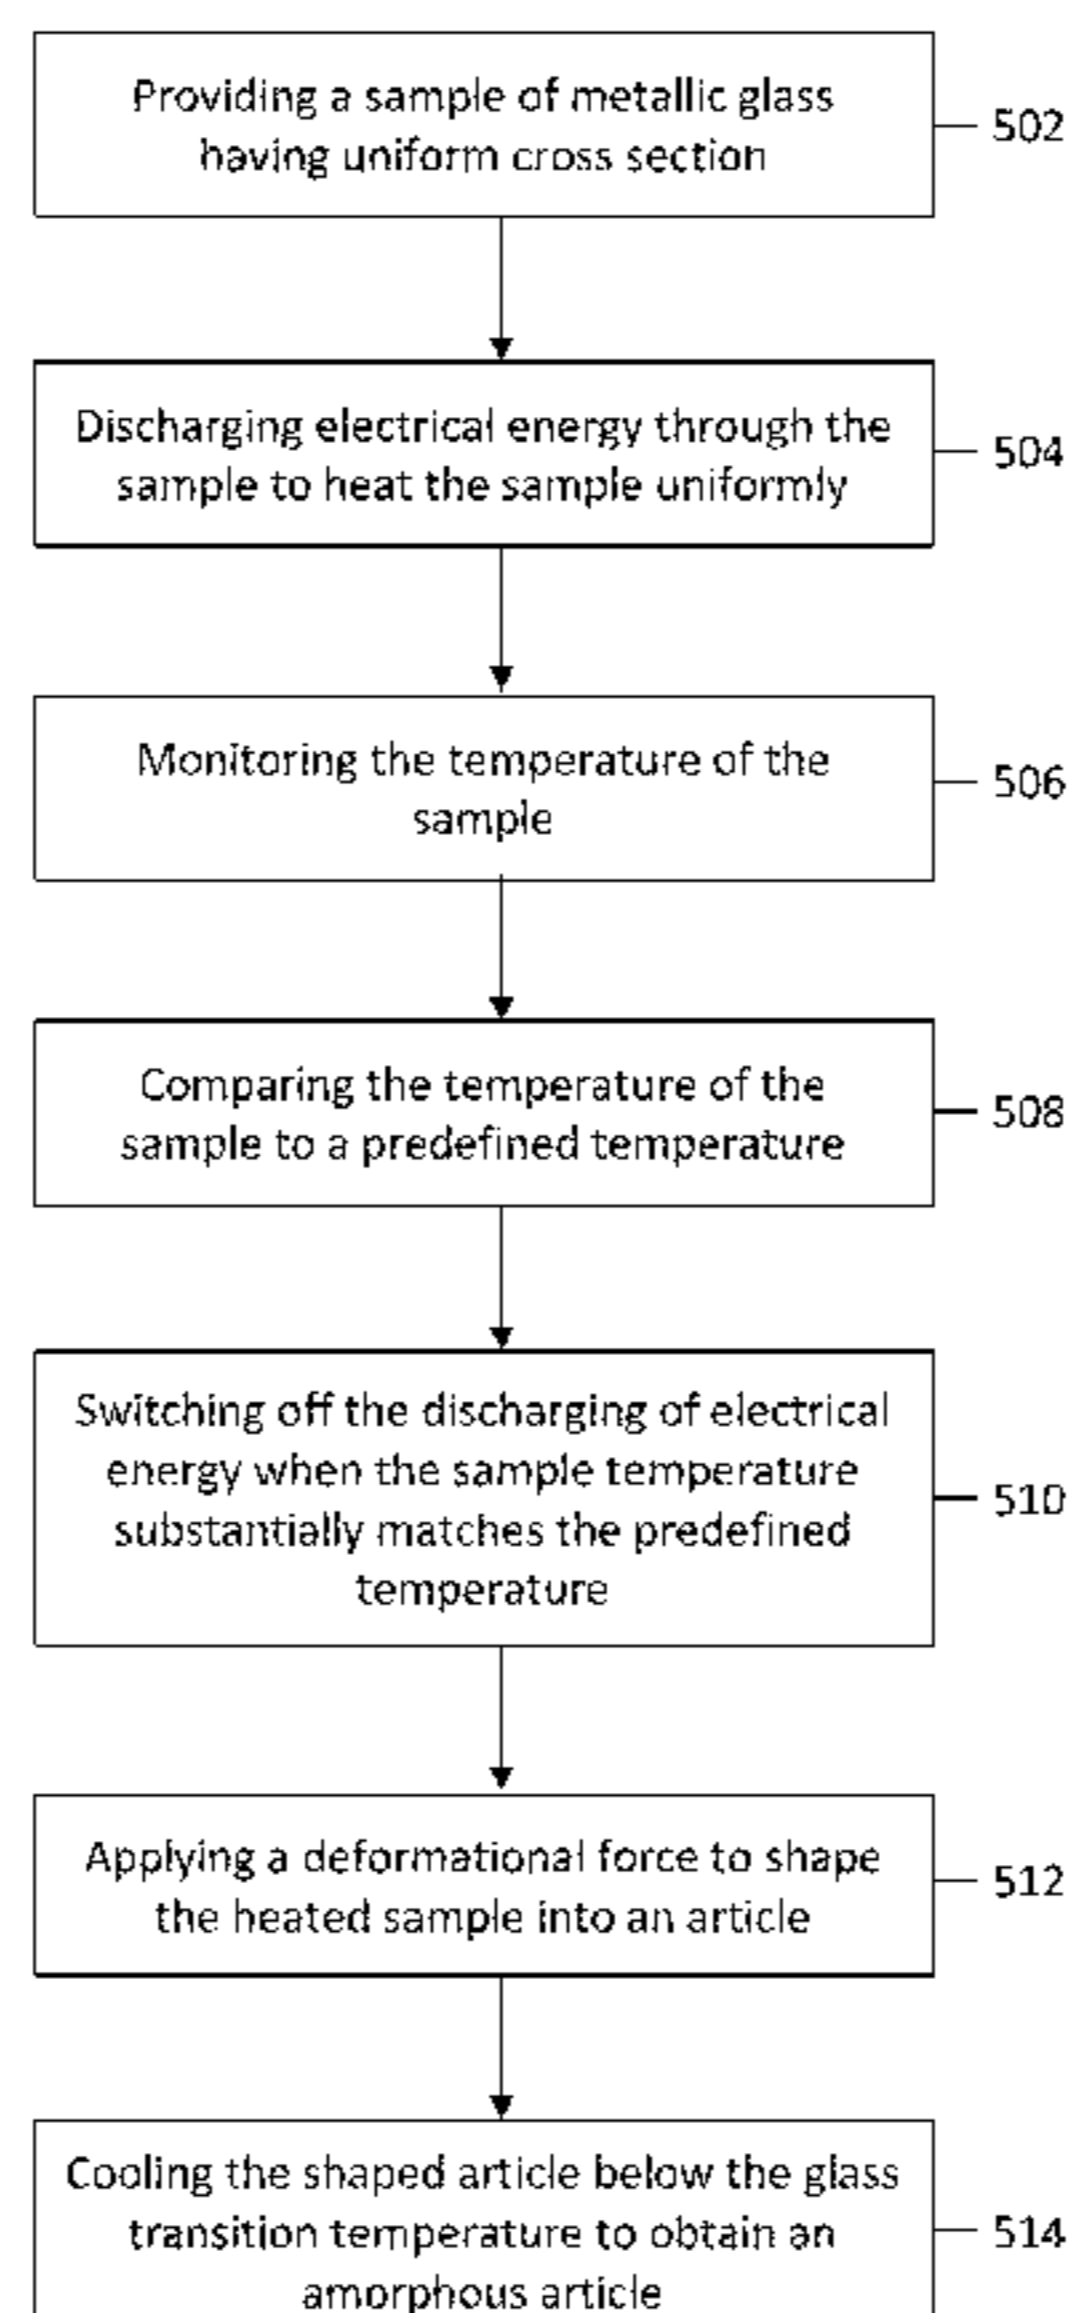 Providing a sample of metallic glass
having uniform cross section
502
Discharging electrical energy through the
sample to heat the sample uniformly
504
Monitoring the temperature of the
sample
506
Comparing the temperature of the
sample to a predefined temperature
508
Switching off the discharging of electrical
energy when the sample temperature
substantially matches the predefined
temperature
510
Applying a deformational force to shape
the heated sample into an article
512
Cooling the shaped article below the glass
transition temperature to obtain an
amorphous article
514